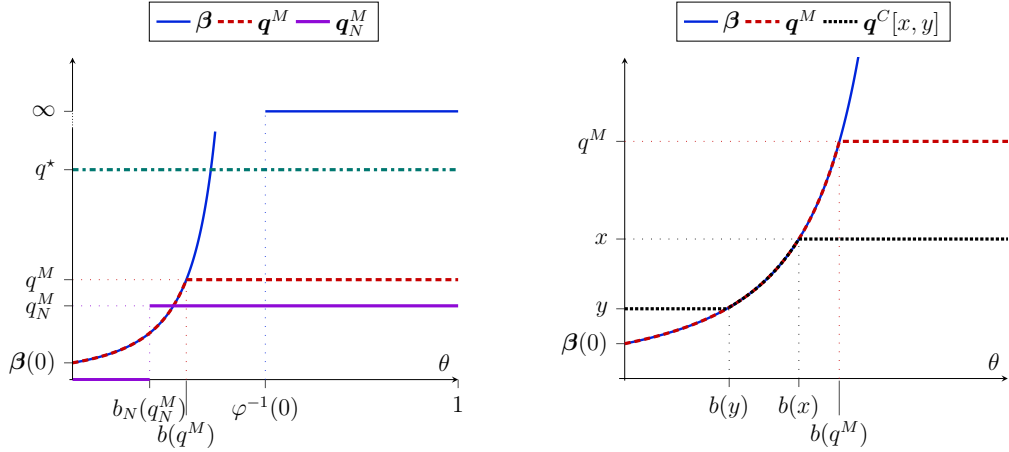 β q^M q_N^M
∞
q^⋆
q^M
q_N^M
β(0)
θ
b_N(q_N^M) φ^{-1}(0) 1
b(q^M)
β q^M q^C[x, y]
q^M
x
y
β(0)
θ
b(y) b(x)
b(q^M)